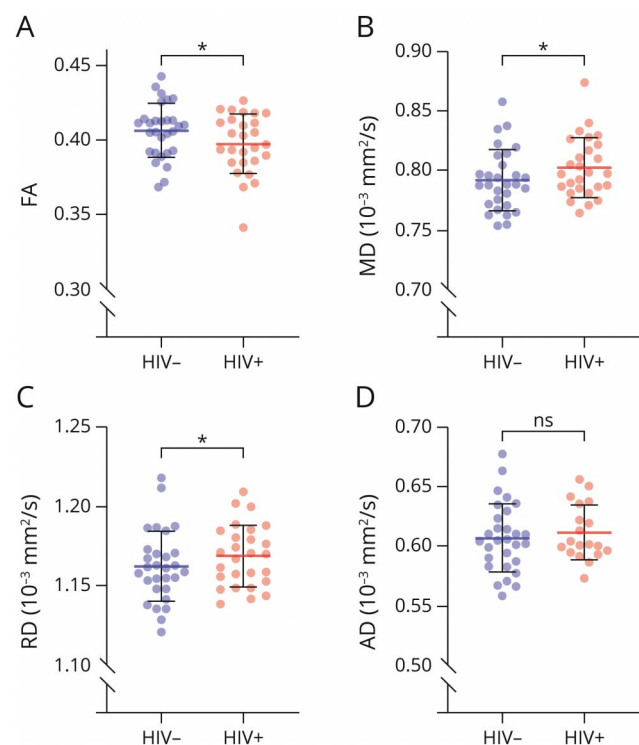 A
FA
0.45
0.40
0.35
0.30
*
HIV–
HIV+
B
MD (10⁻³ mm²/s)
0.90
0.85
0.80
0.75
0.70
*
HIV–
HIV+
C
RD (10⁻³ mm²/s)
1.25
1.20
1.15
1.10
*
HIV–
HIV+
D
AD (10⁻³ mm²/s)
0.70
0.65
0.60
0.55
0.50
ns
HIV–
HIV+